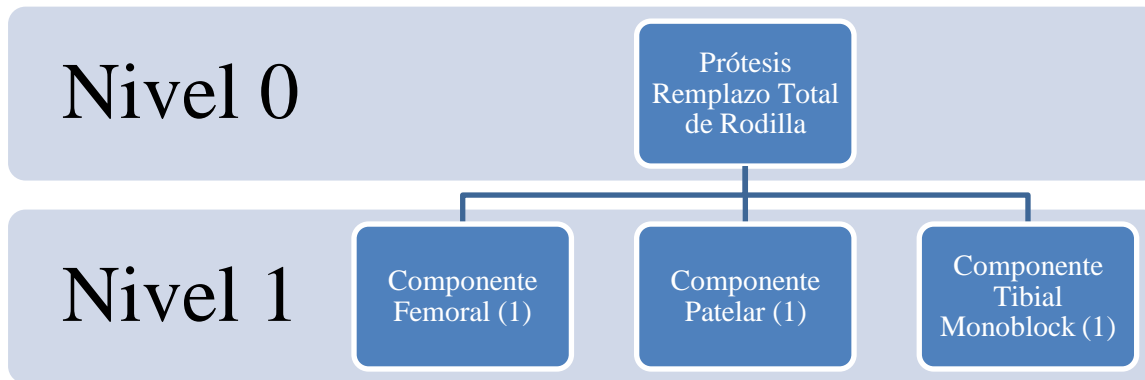 Nivel 0
Prótesis
Remplazo Total
de Rodilla
Nivel 1
Componente
Femoral (1)
Componente
Patelar (1)
Componente
Tibial
Monoblock (1)